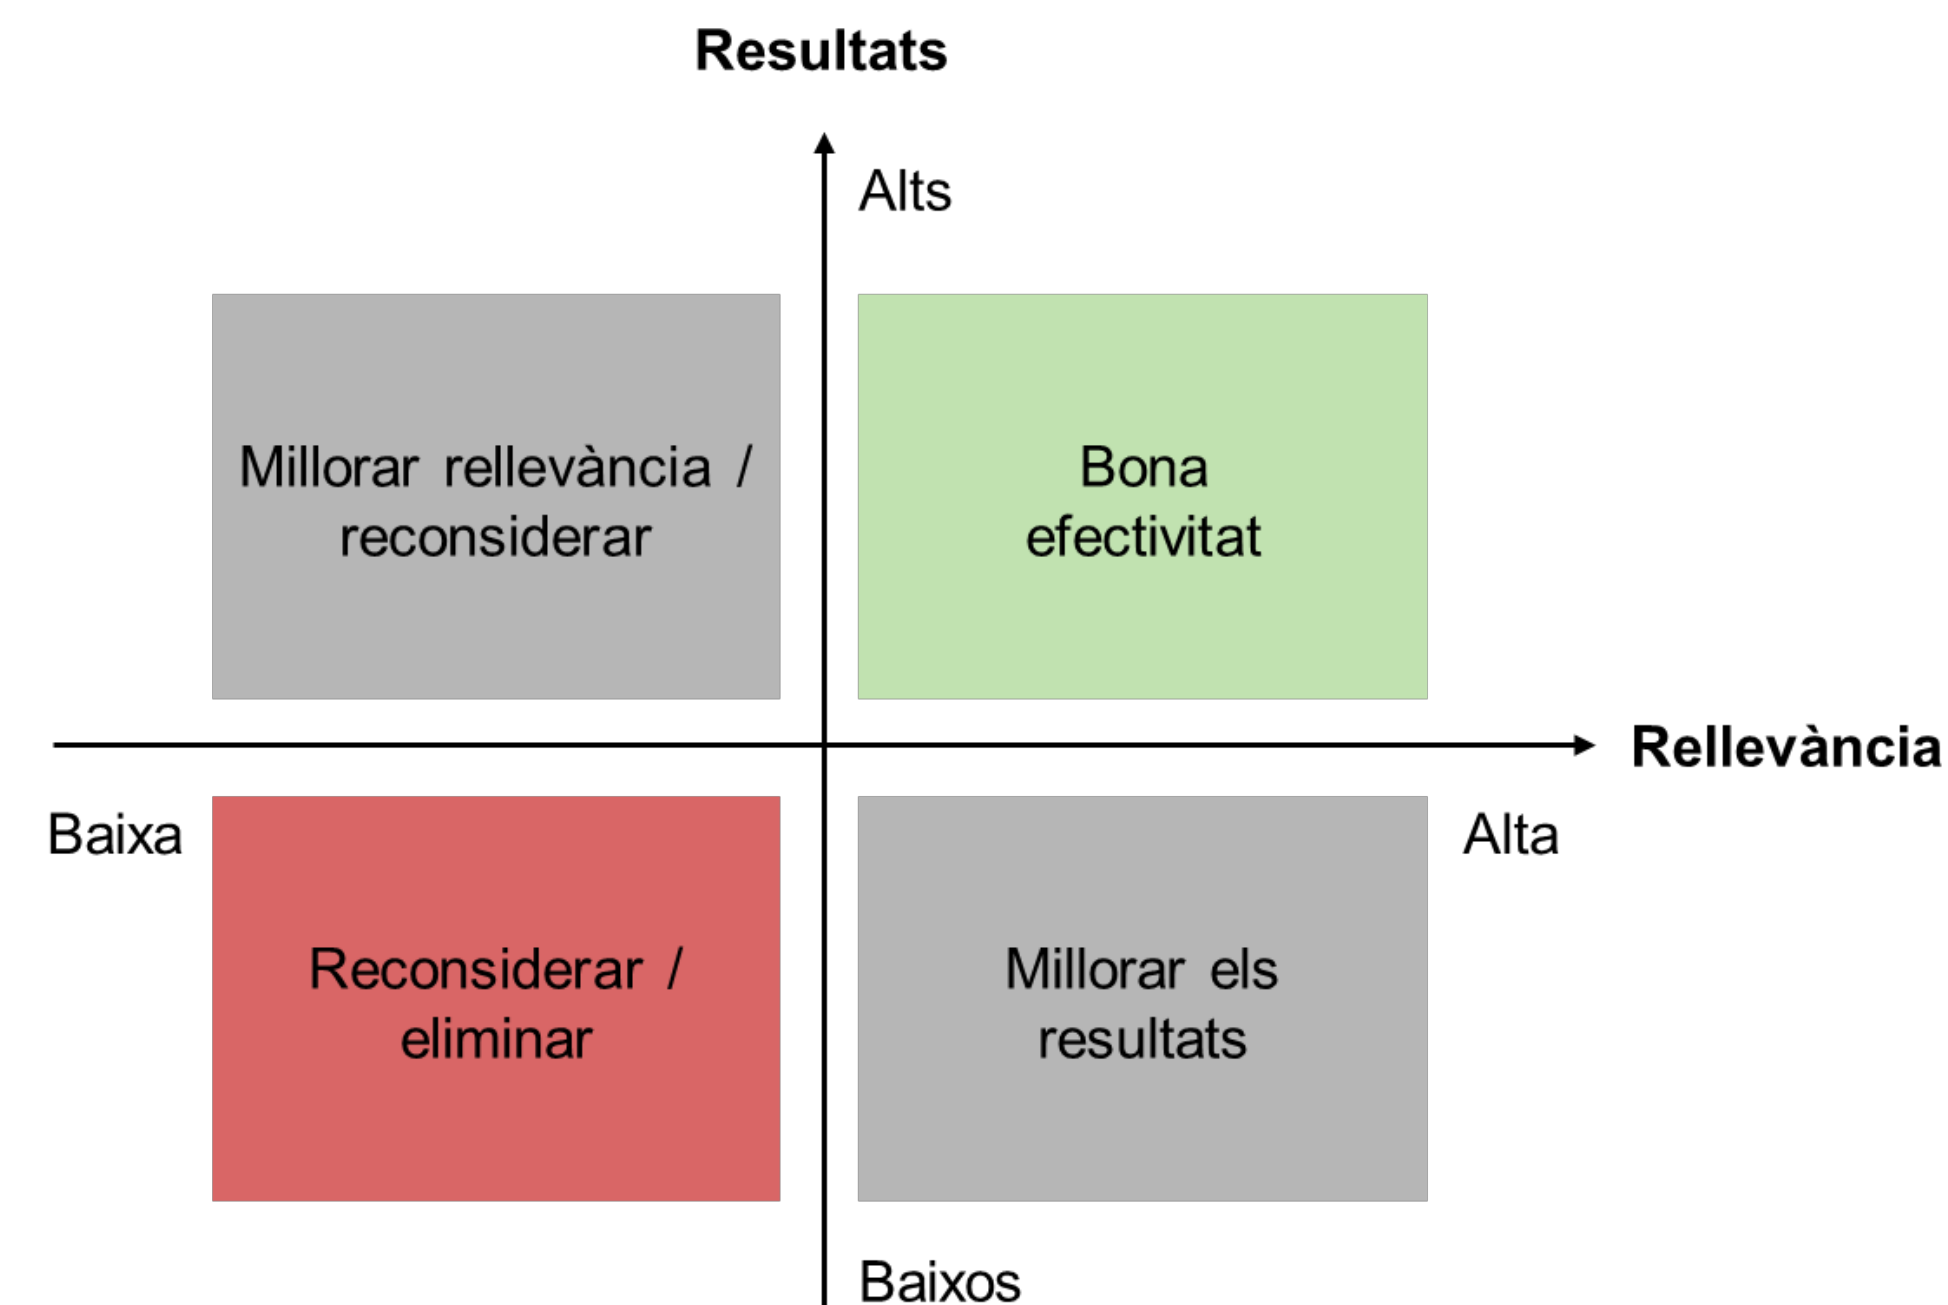 Resultats
Alts
Millorar rellevància /
reconsiderar
Bona
efectivitat
Rellevància
Baixa
Alta
Reconsiderar /
eliminar
Millorar els
resultats
Baixos